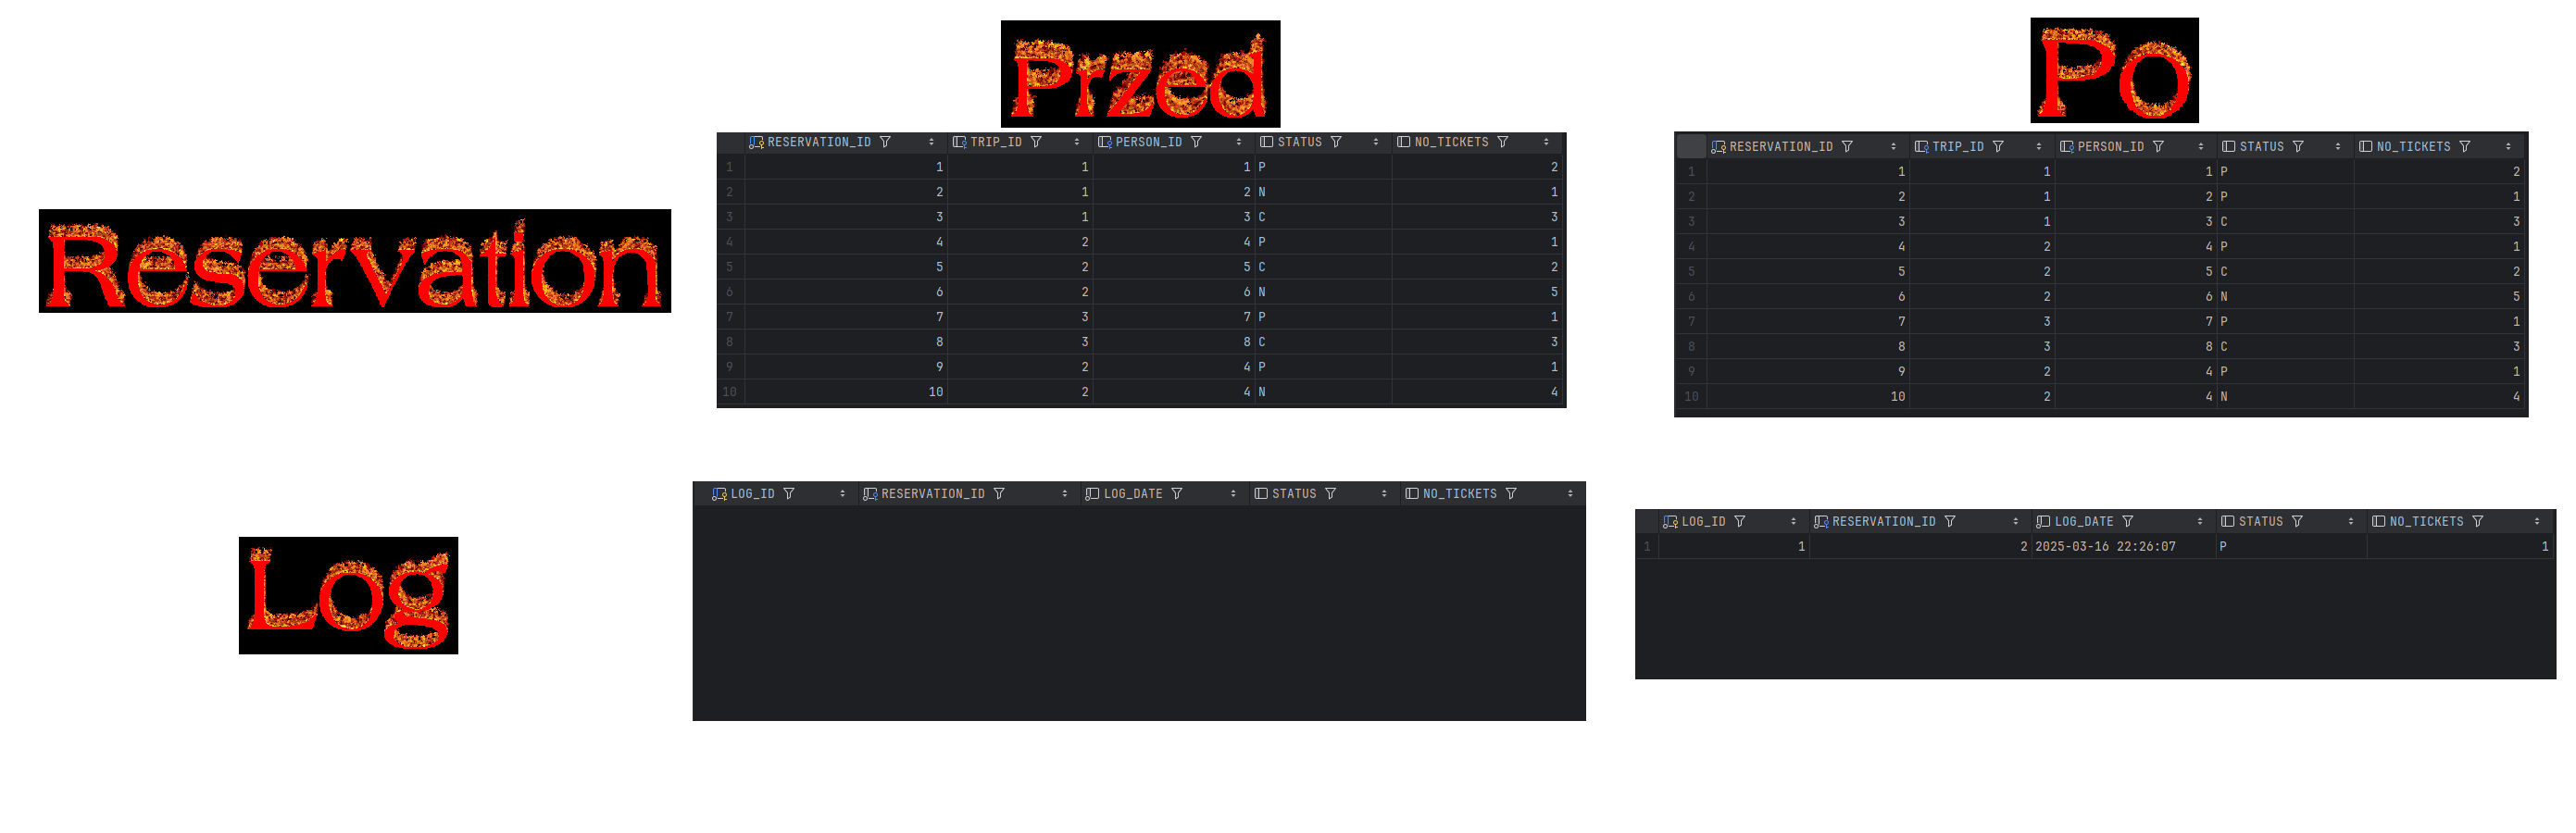 Przed
Po
Reservation
RESERVATION_ID TRIP_ID PERSON_ID STATUS NO_TICKETS
1 1 1 1 P 2
2 2 1 2 N 1
3 3 1 3 C 3
4 4 2 4 P 1
5 5 2 5 C 2
6 6 2 6 N 5
7 7 3 7 P 1
8 8 3 8 C 3
9 9 2 4 P 1
10 10 2 4 N 4
RESERVATION_ID TRIP_ID PERSON_ID STATUS NO_TICKETS
1 1 1 1 P 2
2 2 1 2 P 1
3 3 1 3 C 3
4 4 2 4 P 1
5 5 2 5 C 2
6 6 2 6 N 5
7 7 3 7 P 1
8 8 3 8 C 3
9 9 2 4 P 1
10 10 2 4 N 4
Log
LOG_ID RESERVATION_ID LOG_DATE STATUS NO_TICKETS
LOG_ID RESERVATION_ID LOG_DATE STATUS NO_TICKETS
1 1 2 2025-03-16 22:26:07 P 1